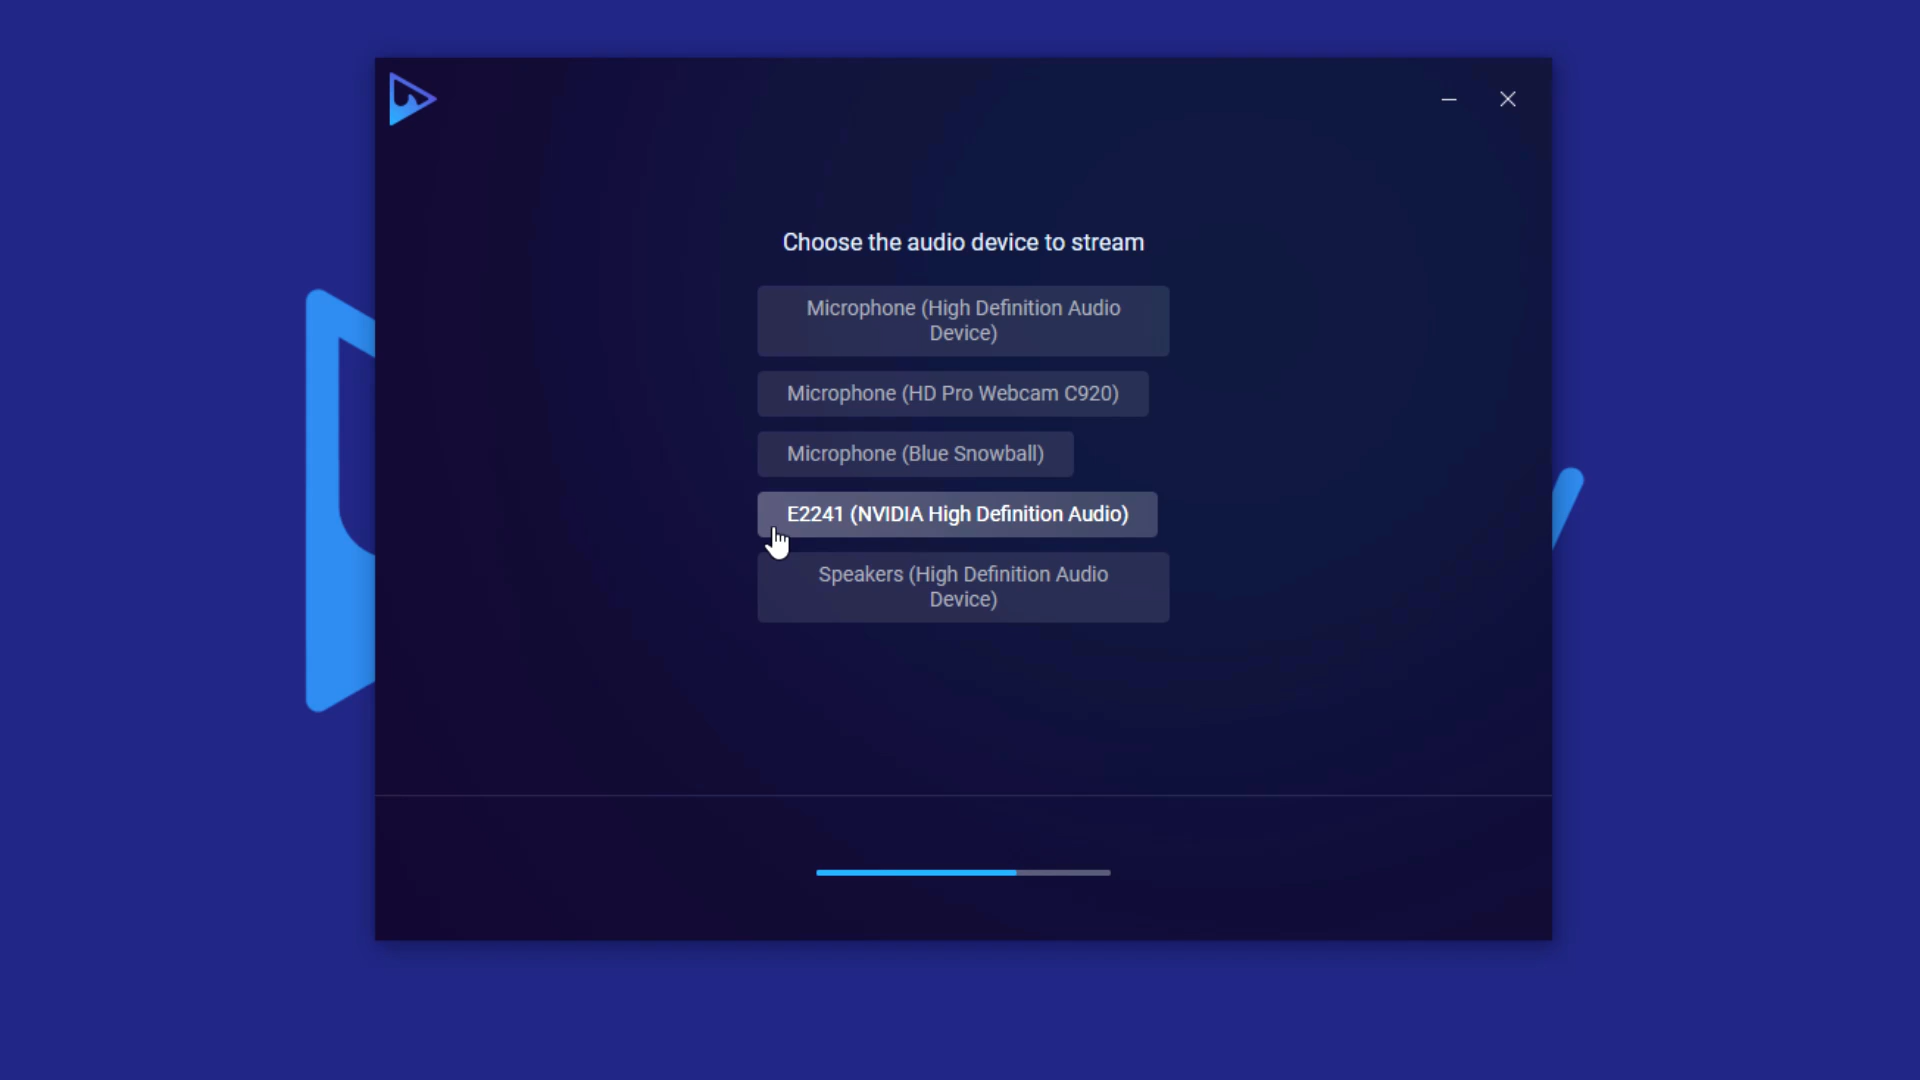 Choose the audio device to stream
Microphone (High Definition Audio
Device)
Microphone (HD Pro Webcam C920)
Microphone (Blue Snowball)
E2241 (NVIDIA High Definition Audio)
Speakers (High Definition Audio
Device)